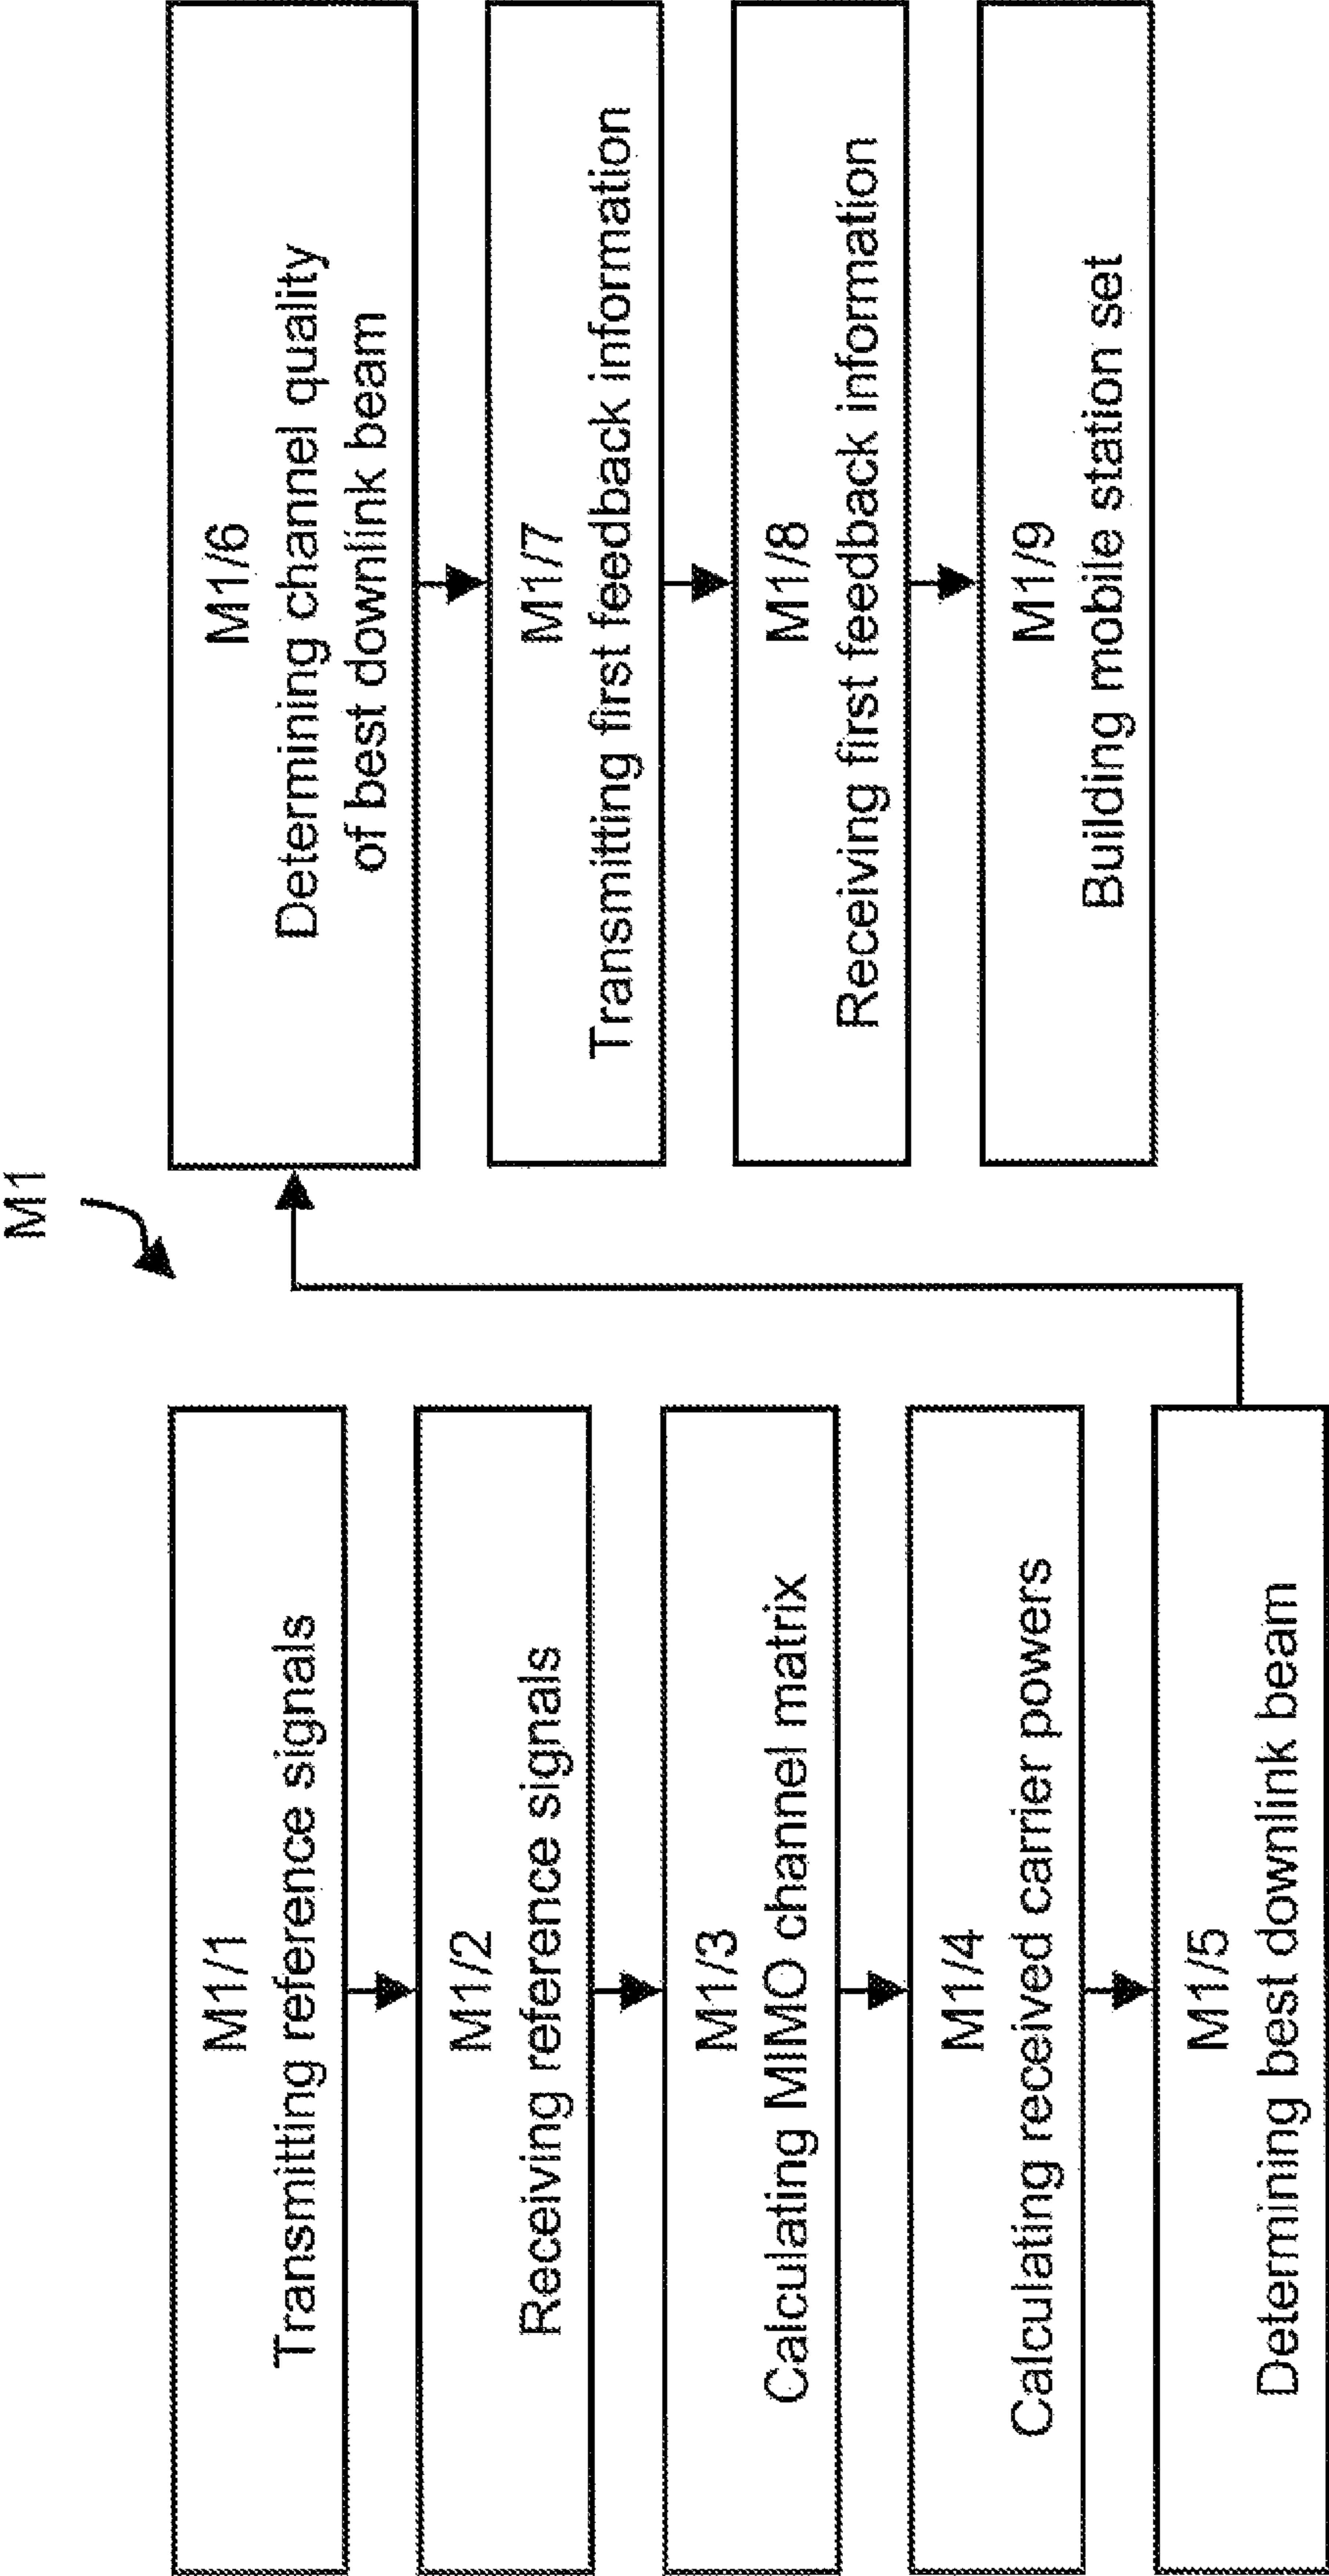 M1
M1/1
Transmitting reference signals
M1/2
Receiving reference signals
M1/3
Calculating MIMO channel matrix
M1/4
Calculating received carrier powers
M1/5
Determining best downlink beam
M1/6
Determining channel quality
of best downlink beam
M1/7
Transmitting first feedback information
M1/8
Receiving first feedback information
M1/9
Building mobile station set